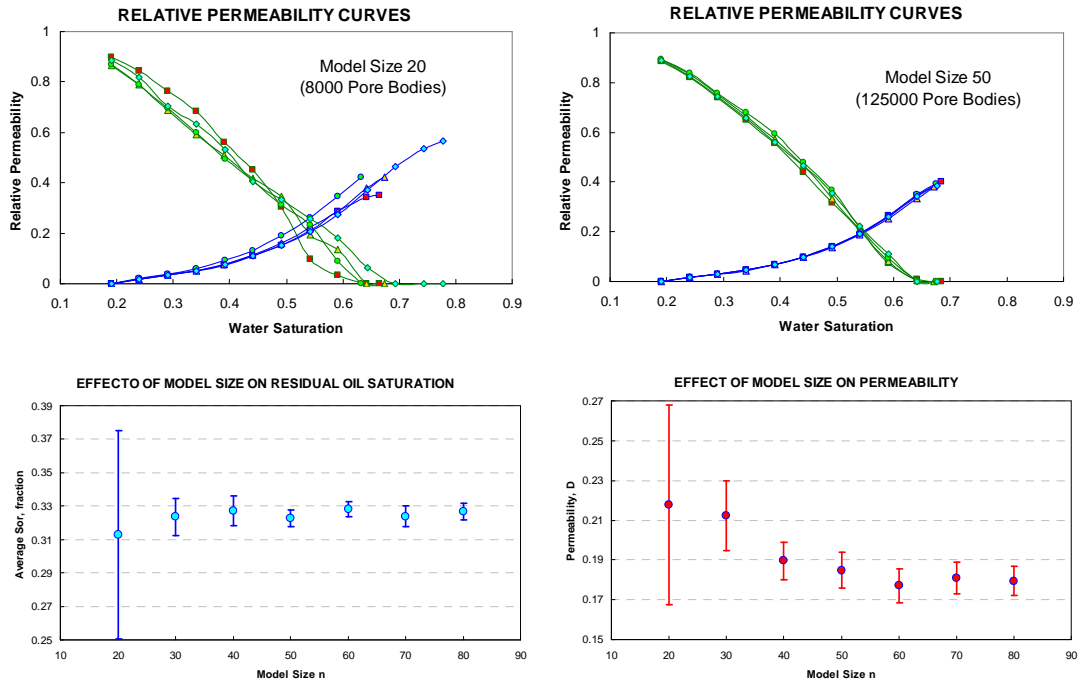 RELATIVE PERMEABILITY CURVES
Relative Permeability
1
0.8
0.6
0.4
0.2
0
Model Size 20
(8000 Pore Bodies)
0.1 0.2 0.3 0.4 0.5 0.6 0.7 0.8 0.9
Water Saturation
RELATIVE PERMEABILITY CURVES
Relative Permeability
1
0.8
0.6
0.4
0.2
0
Model Size 50
(125000 Pore Bodies)
0.1 0.2 0.3 0.4 0.5 0.6 0.7 0.8 0.9
Water Saturation
EFFECTO OF MODEL SIZE ON RESIDUAL OIL SATURATION
Average Sor, fraction
0.39
0.37
0.35
0.33
0.31
0.29
0.27
0.25
10 20 30 40 50 60 70 80 90
Model Size n
EFFECT OF MODEL SIZE ON PERMEABILITY
Permeability, D
0.27
0.25
0.23
0.21
0.19
0.17
0.15
10 20 30 40 50 60 70 80 90
Model Size n